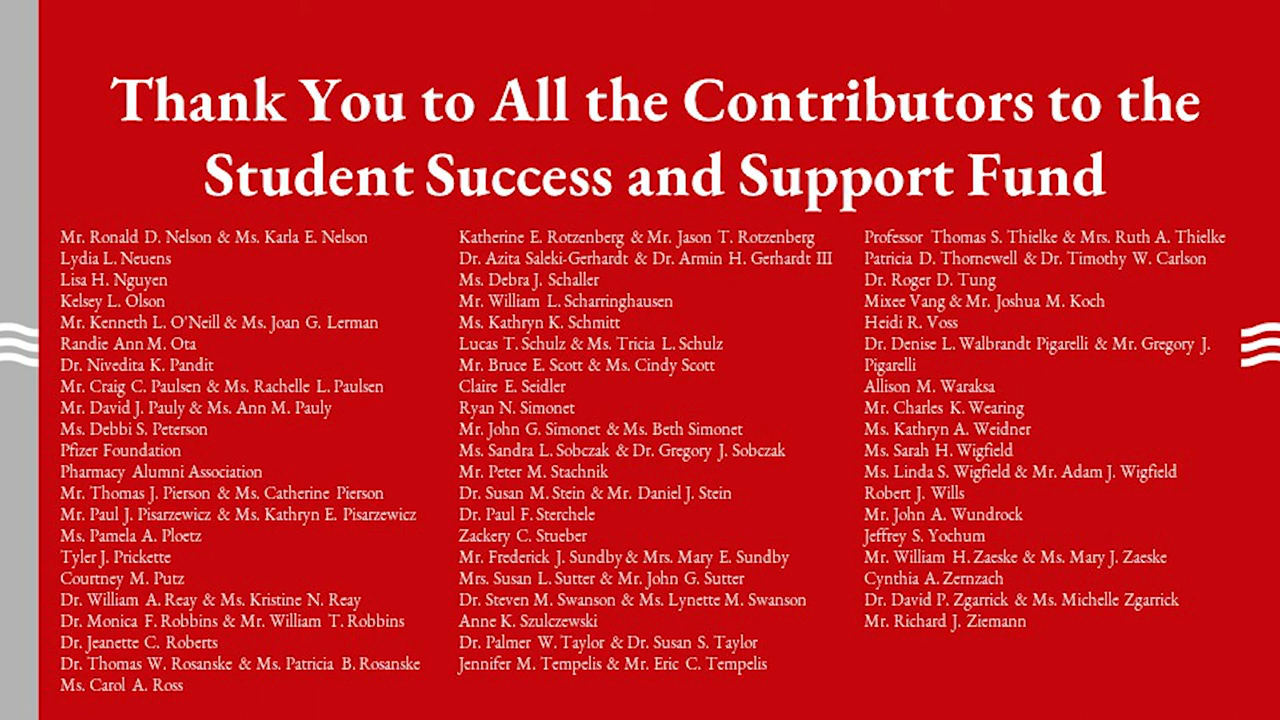 Thank You to All the Contributors to the
Student Success and Support Fund
Mr. Ronald D. Nelson & Ms. Karla E. Nelson
Lydia L. Neuens
Lisa H. Nguyen
Kelsey L. Olson
Mr. Kenneth L. O'Neill & Ms. Joan G. Lerman
Randie Ann M. Ota
Dr. Nivedita K. Pandit
Mr. Craig C. Paulsen & Ms. Rachelle L. Paulsen
Mr. David J. Pauly & Ms. Ann M. Pauly
Ms. Debbi S. Peterson
Pfizer Foundation
Pharmacy Alumni Association
Mr. Thomas J. Pierson & Ms. Catherine Pierson
Mr. Paul J. Pisarzewicz & Ms. Kathryn E. Pisarzewicz
Ms. Pamela A. Ploetz
Tyler J. Prickette
Courtney M. Putz
Dr. William A. Reay & Ms. Kristine N. Reay
Dr. Monica F. Robbins & Mr. William T. Robbins
Dr. Jeanette C. Roberts
Dr. Thomas W. Rosanske & Ms. Patricia B. Rosanske
Ms. Carol A. Ross
Katherine E. Rotzenberg & Mr. Jason T. Rotzenberg
Dr. Azita Saleki-Gerhardt & Dr. Armin H. Gerhardt III
Ms. Debra J. Schaller
Mr. William L. Scharringhausen
Ms. Kathryn K. Schmitt
Lucas T. Schulz & Ms. Tricia L. Schulz
Mr. Bruce E. Scott & Ms. Cindy Scott
Claire E. Seidler
Ryan N. Simonet
Mr. John G. Simonet & Ms. Beth Simonet
Ms. Sandra L. Sobczak & Dr. Gregory J. Sobczak
Mr. Peter M. Stachnik
Dr. Susan M. Stein & Mr. Daniel J. Stein
Dr. Paul F. Sterchele
Zackery C. Stueber
Mr. Frederick J. Sundby & Mrs. Mary E. Sundby
Mrs. Susan L. Sutter & Mr. John G. Sutter
Dr. Steven M. Swanson & Ms. Lynette M. Swanson
Anne K. Szulczewski
Dr. Palmer W. Taylor & Dr. Susan S. Taylor
Jennifer M. Tempelis & Mr. Eric C. Tempelis
Professor Thomas S. Thielke & Mrs. Ruth A. Thielke
Patricia D. Thornewell & Dr. Timothy W. Carlson
Dr. Roger D. Tung
Mixee Vang & Mr. Joshua M. Koch
Heidi R. Voss
Dr. Denise L. Walbrandt Pigarelli & Mr. Gregory J.
Pigarelli
Allison M. Waraksa
Mr. Charles K. Wearing
Ms. Kathryn A. Weidner
Ms. Sarah H. Wigfield
Ms. Linda S. Wigfield & Mr. Adam J. Wigfield
Robert J. Wills
Mr. John A. Wundrock
Jeffrey S. Yochum
Mr. William H. Zaeske & Ms. Mary J. Zaeske
Cynthia A. Zernzach
Dr. David P. Zgarrick & Ms. Michelle Zgarrick
Mr. Richard J. Ziemann